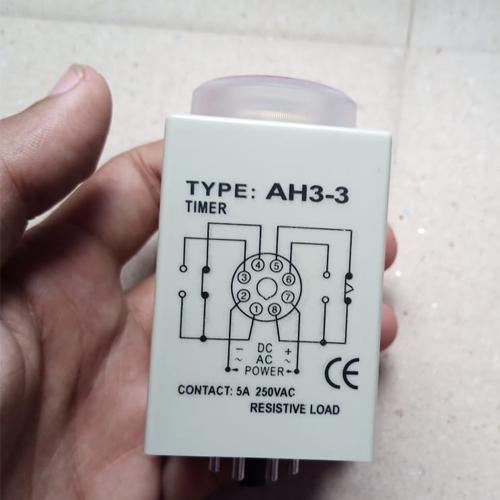 TYPE: AH3-3
TIMER
4 5
3 6
2 7
1 8
− DC +
~ AC ~
POWER
CE
CONTACT: 5A 250VAC
RESISTIVE LOAD